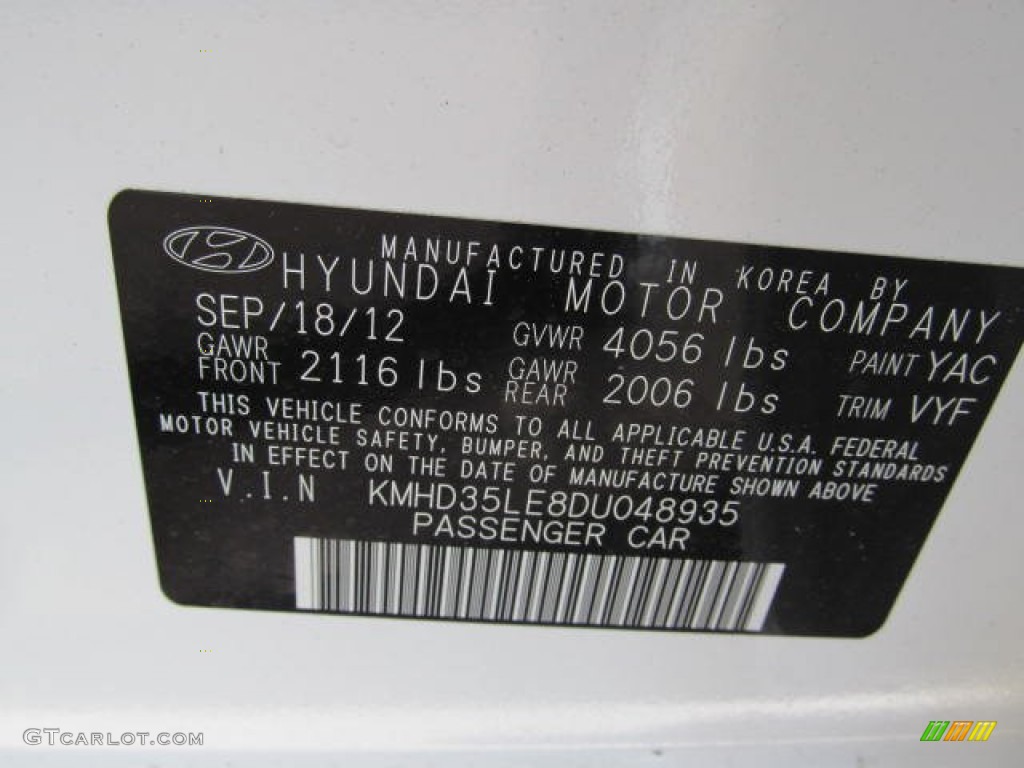 MANUFACTURED IN KOREA BY
HYUNDAI MOTOR COMPANY
SEP/18/12 GVWR 4056 lbs PAINT YAC
GAWR FRONT 2116 lbs GAWR REAR 2006 lbs TRIM VYF
THIS VEHICLE CONFORMS TO ALL APPLICABLE U.S.A. FEDERAL
MOTOR VEHICLE SAFETY, BUMPER, AND THEFT PREVENTION STANDARDS
IN EFFECT ON THE DATE OF MANUFACTURE SHOWN ABOVE
V.I.N KMHD35LE8DU048935
PASSENGER CAR
GTCARLOT.COM